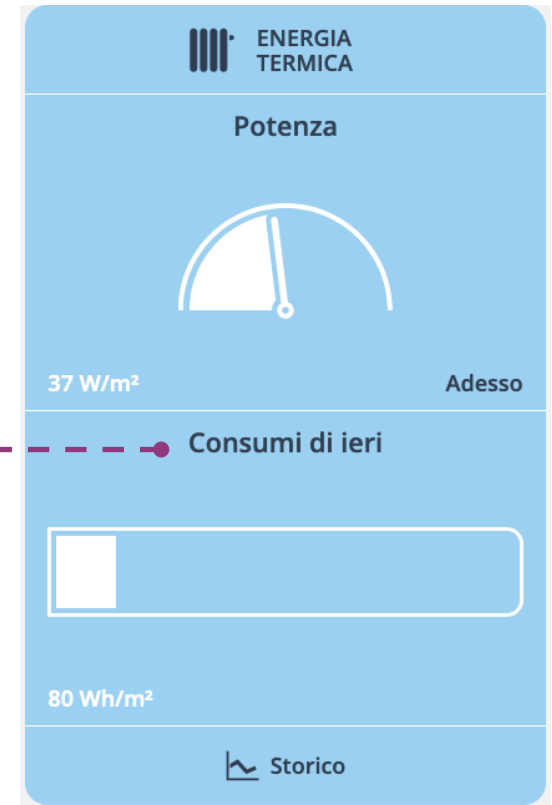 ENERGIA
TERMICA
Potenza
37 W/m²
Adesso
Consumi di ieri
80 Wh/m²
Storico